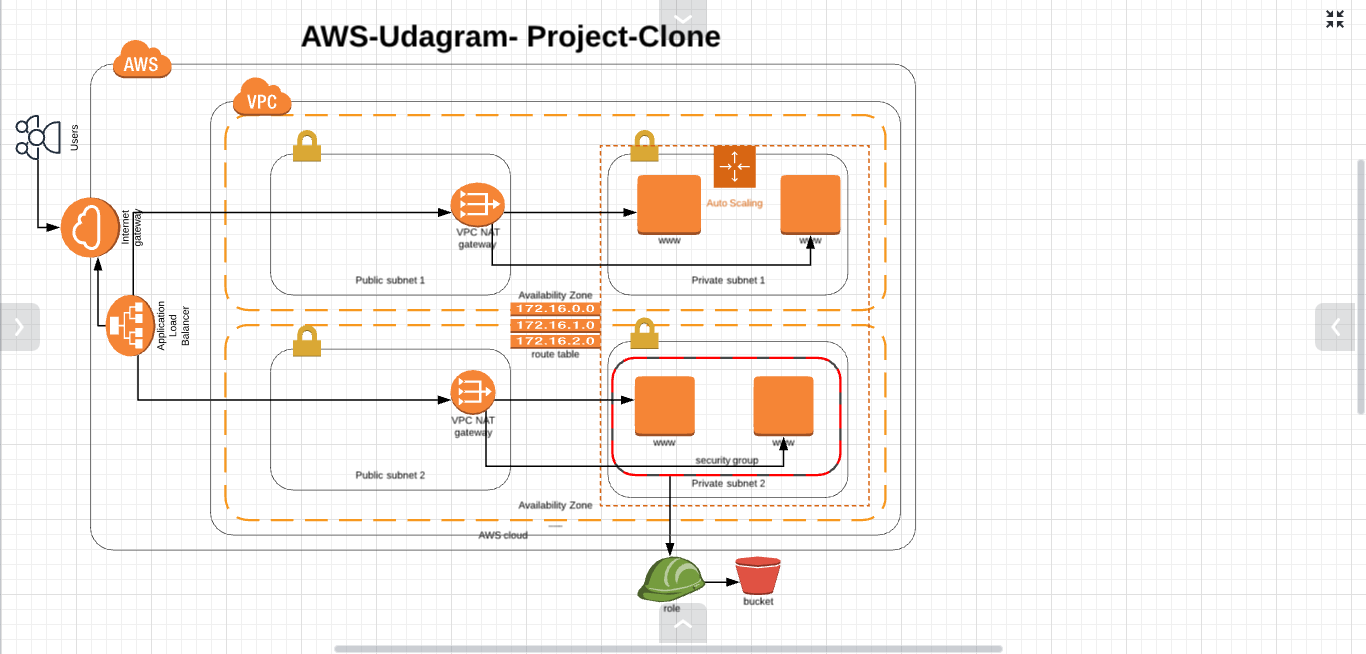 AWS-Udagram- Project-Clone
AWS
VPC
Users
Internet
gateway
VPC NAT
gateway
Public subnet 1
www
Auto Scaling
www
Private subnet 1
Application
Load
Balancer
Availability Zone
172.16.0.0
172.16.1.0
172.16.2.0
route table
VPC NAT
gateway
Public subnet 2
www
www
security group
Private subnet 2
Availability Zone
AWS cloud
role
bucket